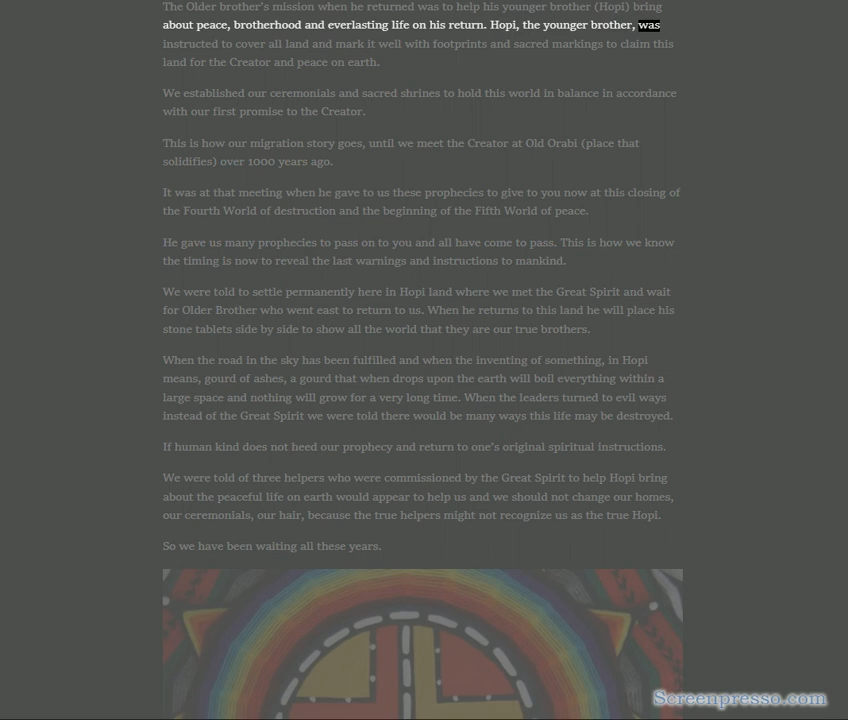 The Older brother's mission when he returned was to help his younger brother (Hopi) bring
about peace, brotherhood and everlasting life on his return. Hopi, the younger brother, was
instructed to cover all land and mark it well with footprints and sacred markings to claim this
land for the Creator and peace on earth.
We established our ceremonials and sacred shrines to hold this world in balance in accordance
with our first promise to the Creator.
This is how our migration story goes, until we meet the Creator at Old Orabi (place that
solidifies) over 1000 years ago.
It was at that meeting when he gave to us these prophecies to give to you now at this closing of
the Fourth World of destruction and the beginning of the Fifth World of peace.
He gave us many prophecies to pass on to you and all have come to pass. This is how we know
the timing is now to reveal the last warnings and instructions to mankind.
We were told to settle permanently here in Hopi land where we met the Great Spirit and wait
for Older Brother who went east to return to us. When he returns to this land he will place his
stone tablets side by side to show all the world that they are our true brothers.
When the road in the sky has been fulfilled and when the inventing of something, in Hopi
means, gourd of ashes, a gourd that when drops upon the earth will boil everything within a
large space and nothing will grow for a very long time. When the leaders turned to evil ways
instead of the Great Spirit we were told there would be many ways this life may be destroyed.
If human kind does not heed our prophecy and return to one's original spiritual instructions.
We were told of three helpers who were commissioned by the Great Spirit to help Hopi bring
about the peaceful life on earth would appear to help us and we should not change our homes,
our ceremonials, our hair, because the true helpers might not recognize us as the true Hopi.
So we have been waiting all these years.
Screenpresso.com